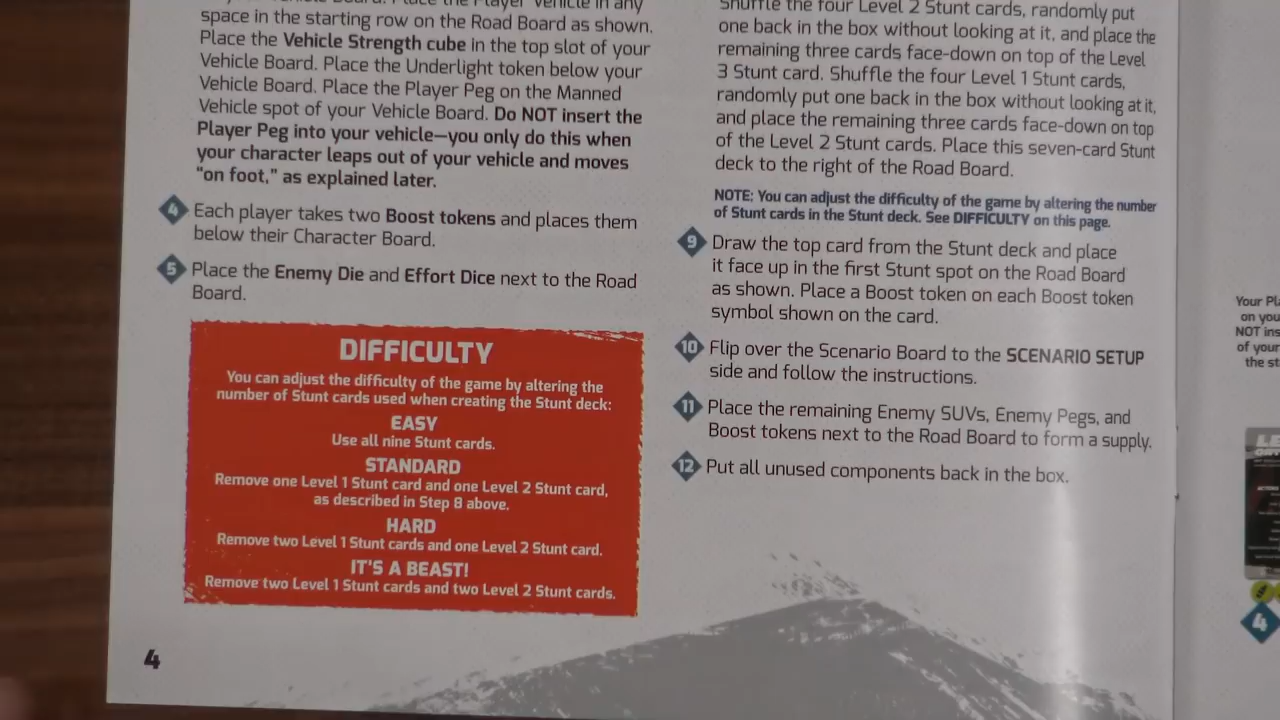 space in the starting row on the Road Board as shown.
Place the Vehicle Strength cube in the top slot of your
Vehicle Board. Place the Underlight token below your
Vehicle Board. Place the Player Peg on the Manned
Vehicle spot of your Vehicle Board. Do NOT insert the
Player Peg into your vehicle—you only do this when
your character leaps out of your vehicle and moves
"on foot," as explained later.
4 Each player takes two Boost tokens and places them
below their Character Board.
5 Place the Enemy Die and Effort Dice next to the Road
Board.
DIFFICULTY
You can adjust the difficulty of the game by altering the
number of Stunt cards used when creating the Stunt deck:
EASY
Use all nine Stunt cards.
STANDARD
Remove one Level 1 Stunt card and one Level 2 Stunt card,
as described in Step 8 above.
HARD
Remove two Level 1 Stunt cards and one Level 2 Stunt card.
IT'S A BEAST!
Remove two Level 1 Stunt cards and two Level 2 Stunt cards.
4
Shuffle the four Level 2 Stunt cards, randomly put
one back in the box without looking at it, and place the
remaining three cards face-down on top of the Level
3 Stunt card. Shuffle the four Level 1 Stunt cards,
randomly put one back in the box without looking at it,
and place the remaining three cards face-down on top
of the Level 2 Stunt cards. Place this seven-card Stunt
deck to the right of the Road Board.
NOTE: You can adjust the difficulty of the game by altering the number
of Stunt cards in the Stunt deck. See DIFFICULTY on this page.
9 Draw the top card from the Stunt deck and place
it face up in the first Stunt spot on the Road Board
as shown. Place a Boost token on each Boost token
symbol shown on the card.
10 Flip over the Scenario Board to the SCENARIO SETUP
side and follow the instructions.
11 Place the remaining Enemy SUVs, Enemy Pegs, and
Boost tokens next to the Road Board to form a supply.
12 Put all unused components back in the box.
Your
on you
NOT
of your
the
4